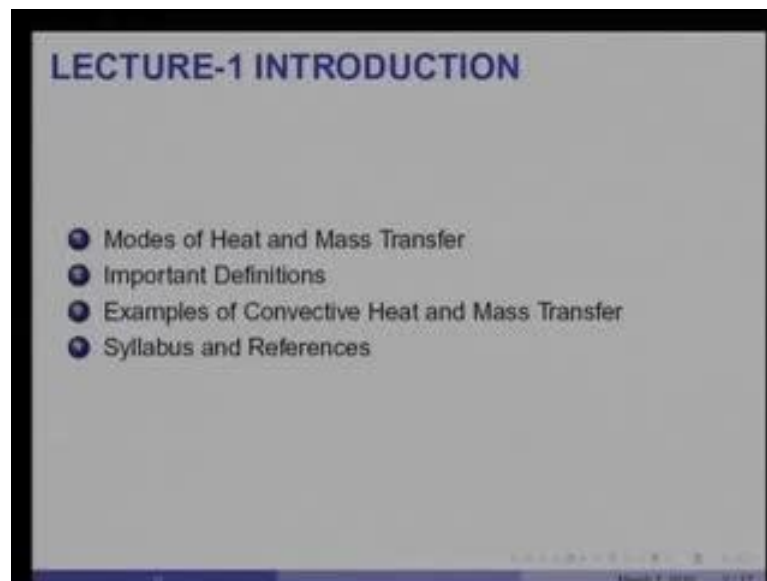 LECTURE-1 INTRODUCTION
Modes of Heat and Mass Transfer
Important Definitions
Examples of Convective Heat and Mass Transfer
Syllabus and References